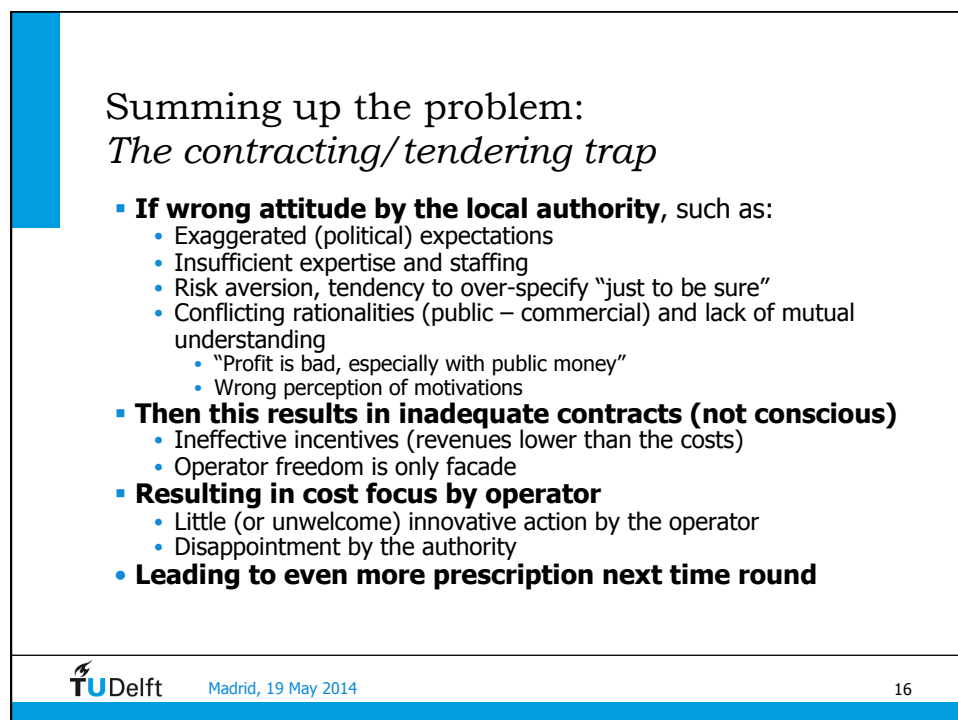 Summing up the problem:
The contracting/tendering trap
▪ If wrong attitude by the local authority, such as:
• Exaggerated (political) expectations
• Insufficient expertise and staffing
• Risk aversion, tendency to over-specify “just to be sure”
• Conflicting rationalities (public – commercial) and lack of mutual
understanding
• “Profit is bad, especially with public money”
• Wrong perception of motivations
▪ Then this results in inadequate contracts (not conscious)
• Ineffective incentives (revenues lower than the costs)
• Operator freedom is only facade
▪ Resulting in cost focus by operator
• Little (or unwelcome) innovative action by the operator
• Disappointment by the authority
• Leading to even more prescription next time round
TUDelft Madrid, 19 May 2014 16